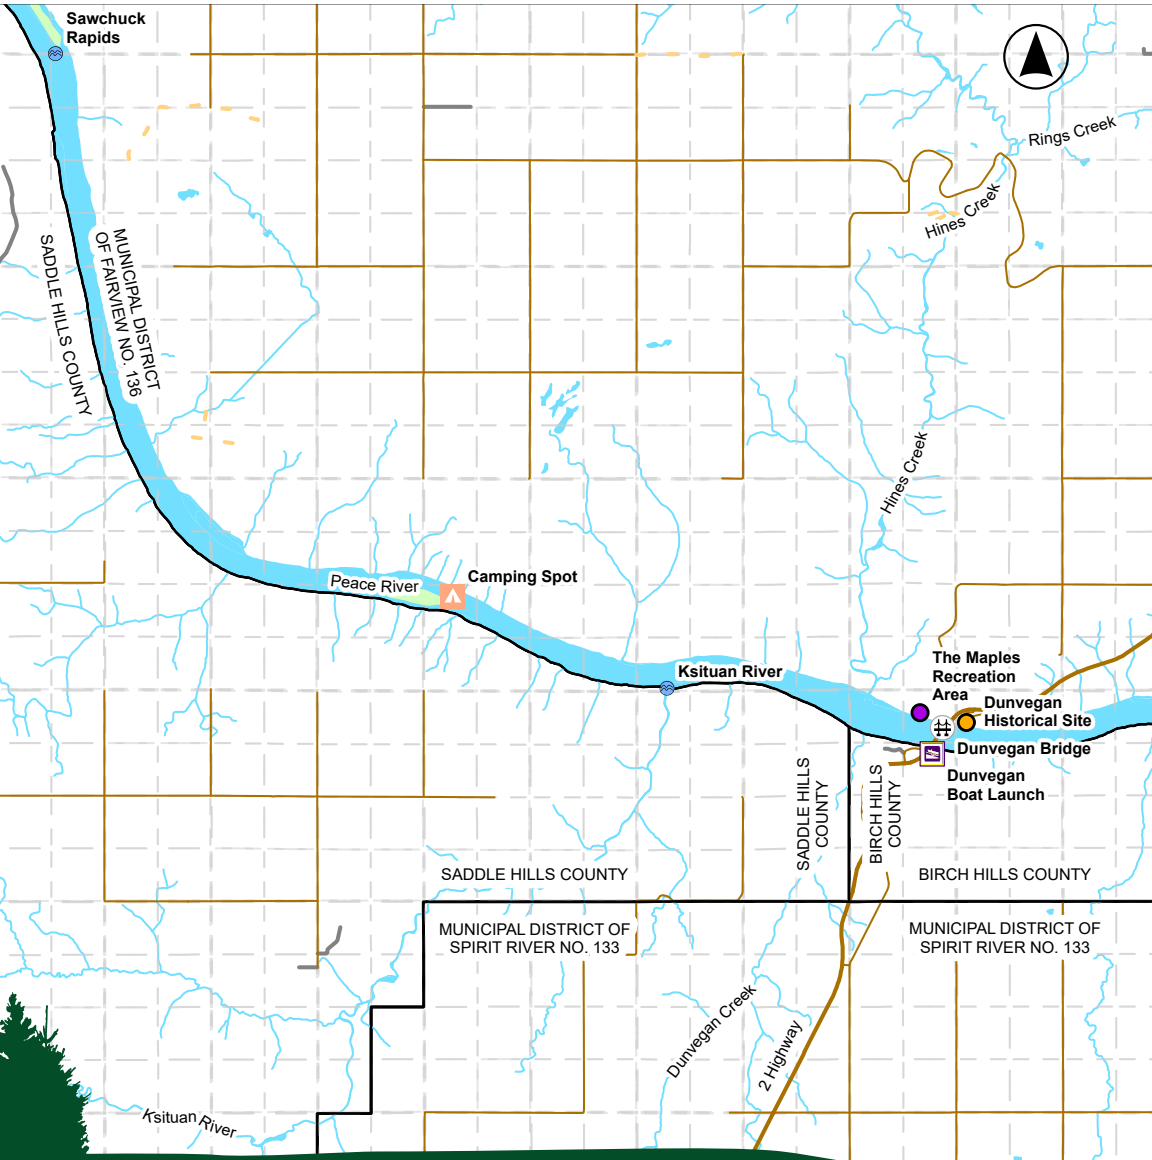 Sawchuck
Rapids
Rings Creek
Hines Creek
SADDLE HILLS COUNTY
MUNICIPAL DISTRICT
OF FAIRVIEW NO. 136
Hines Creek
Peace River
Camping Spot
Ksituan River
The Maples
Recreation
Area
Dunvegan
Historical Site
Dunvegan Bridge
Dunvegan
Boat Launch
SADDLE HILLS
COUNTY
BIRCH HILLS
COUNTY
SADDLE HILLS COUNTY
BIRCH HILLS COUNTY
MUNICIPAL DISTRICT OF
SPIRIT RIVER NO. 133
MUNICIPAL DISTRICT OF
SPIRIT RIVER NO. 133
Dunvegan Creek
2 Highway
Ksituan River